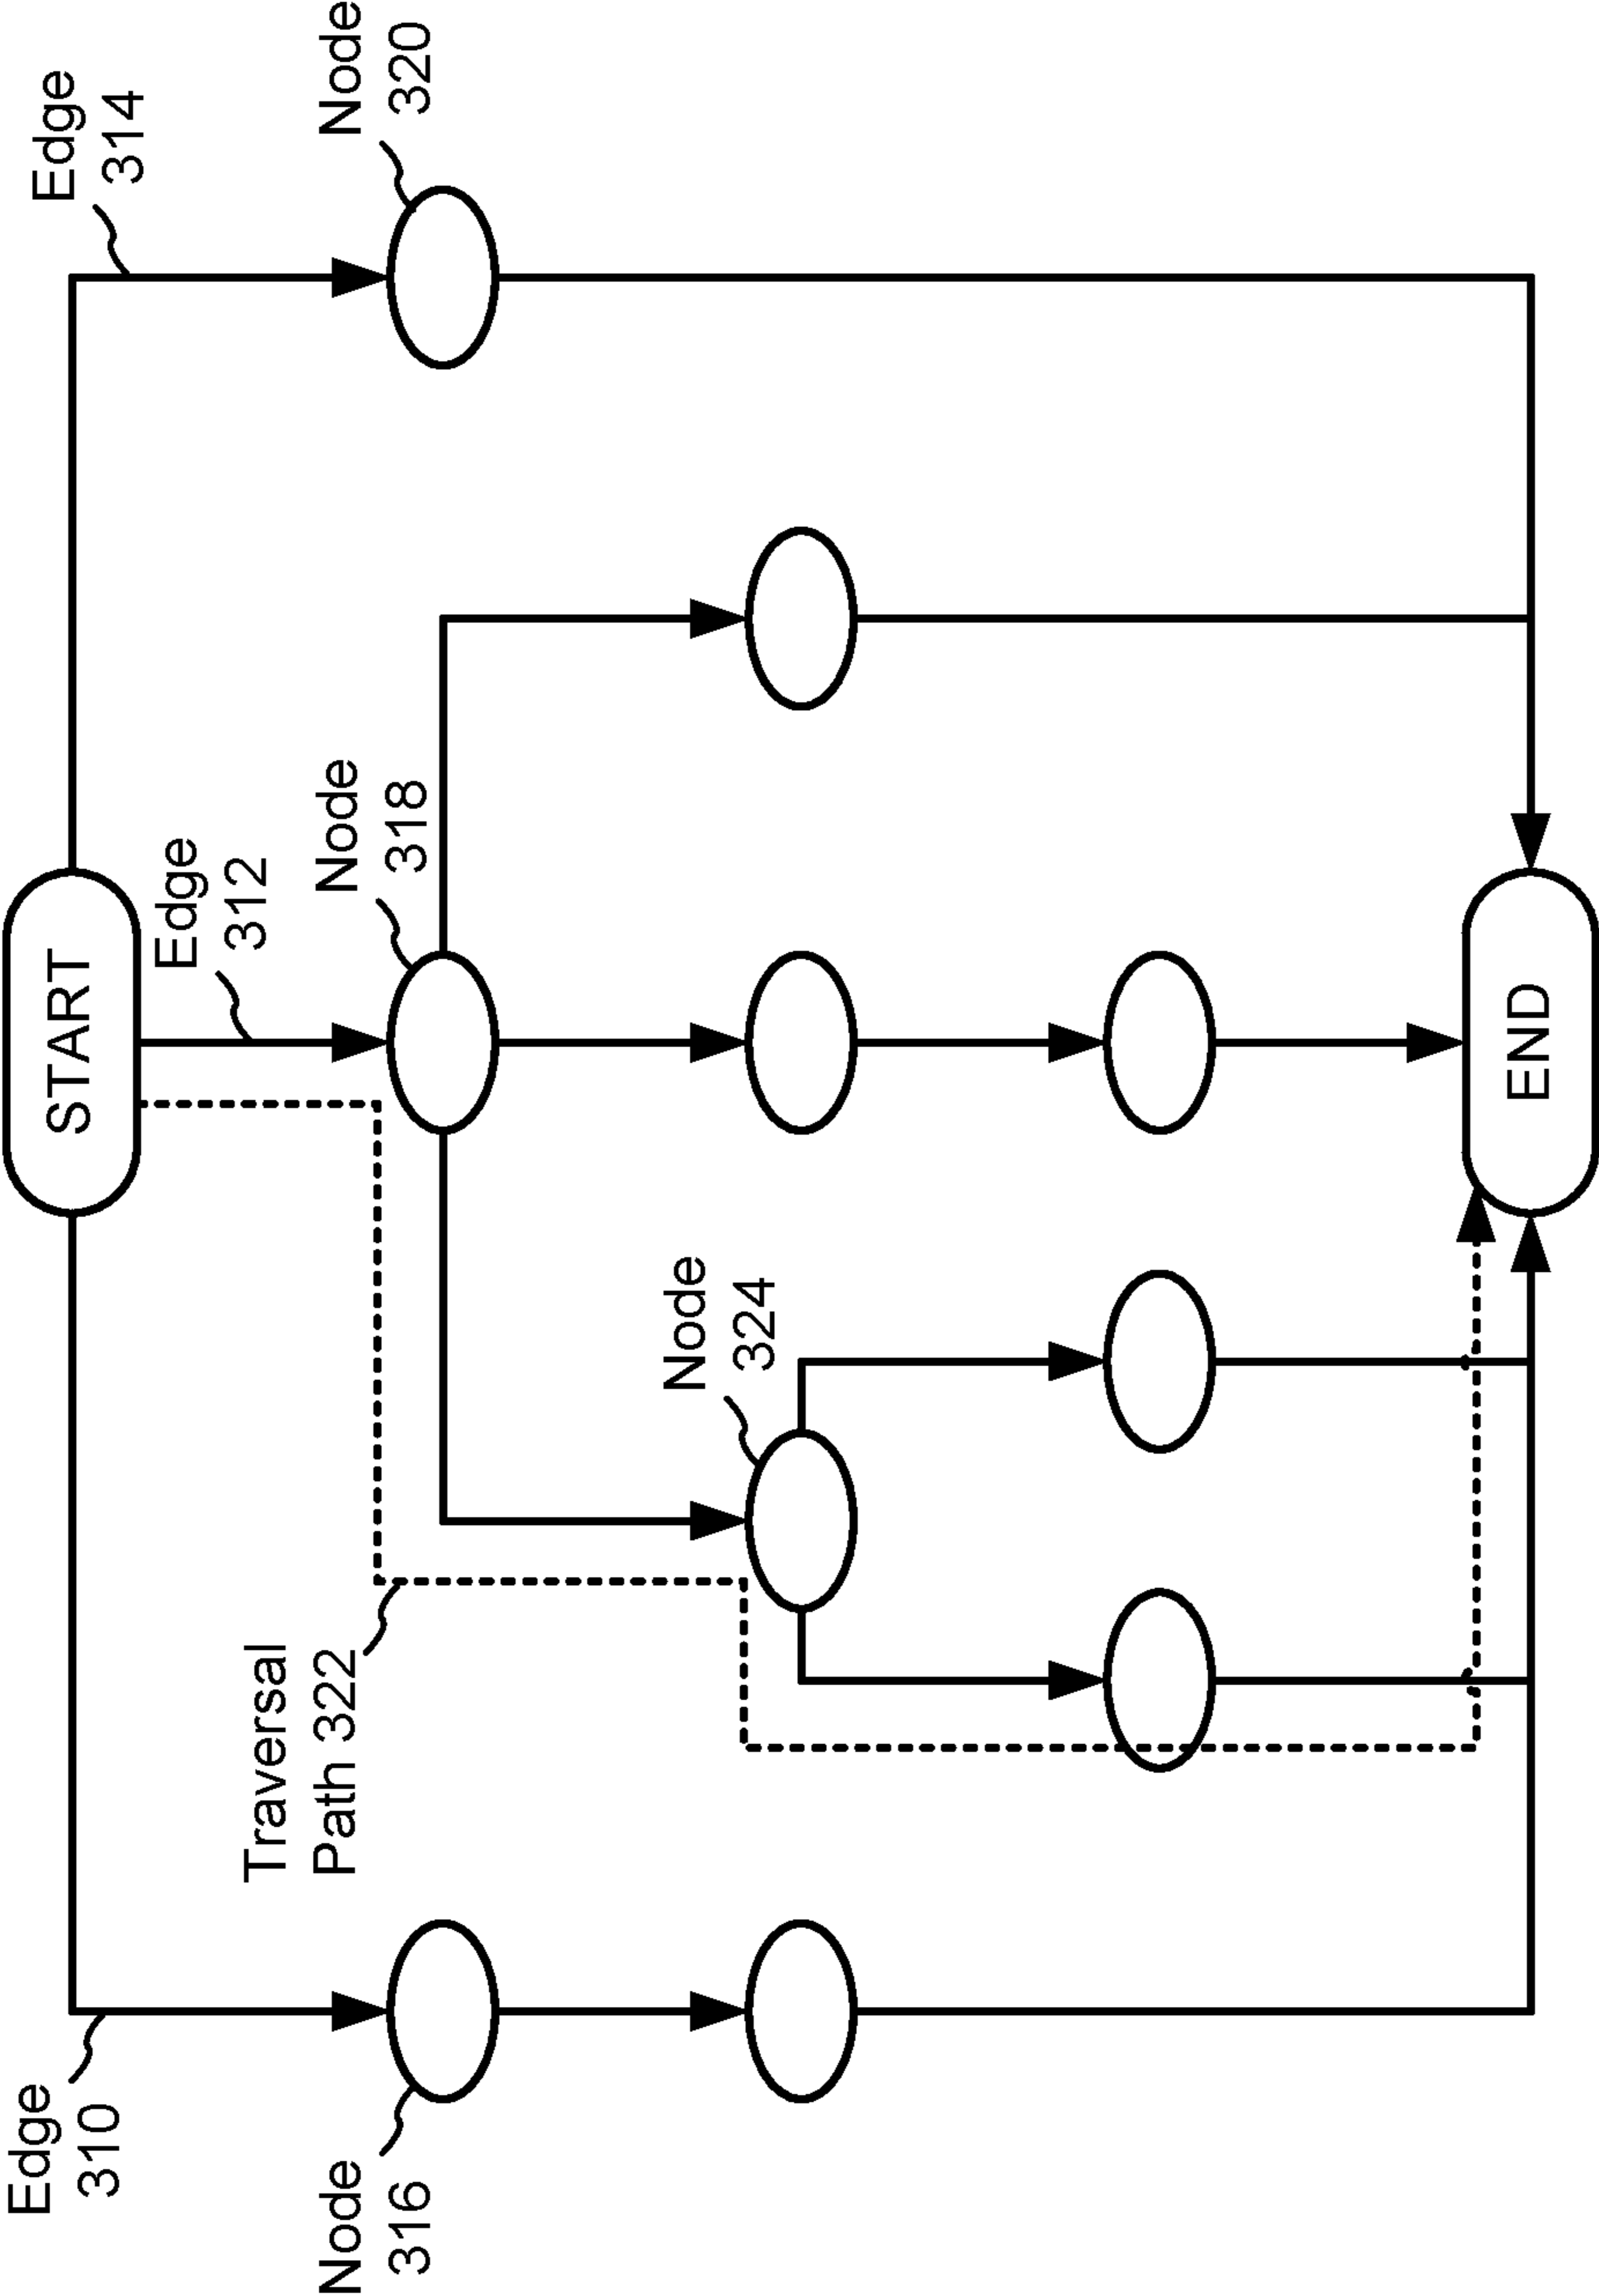 START
Edge
310
Edge
312
Edge
314
Node
316
Node
318
Node
320
Traversal
Path 322
Node
324
END